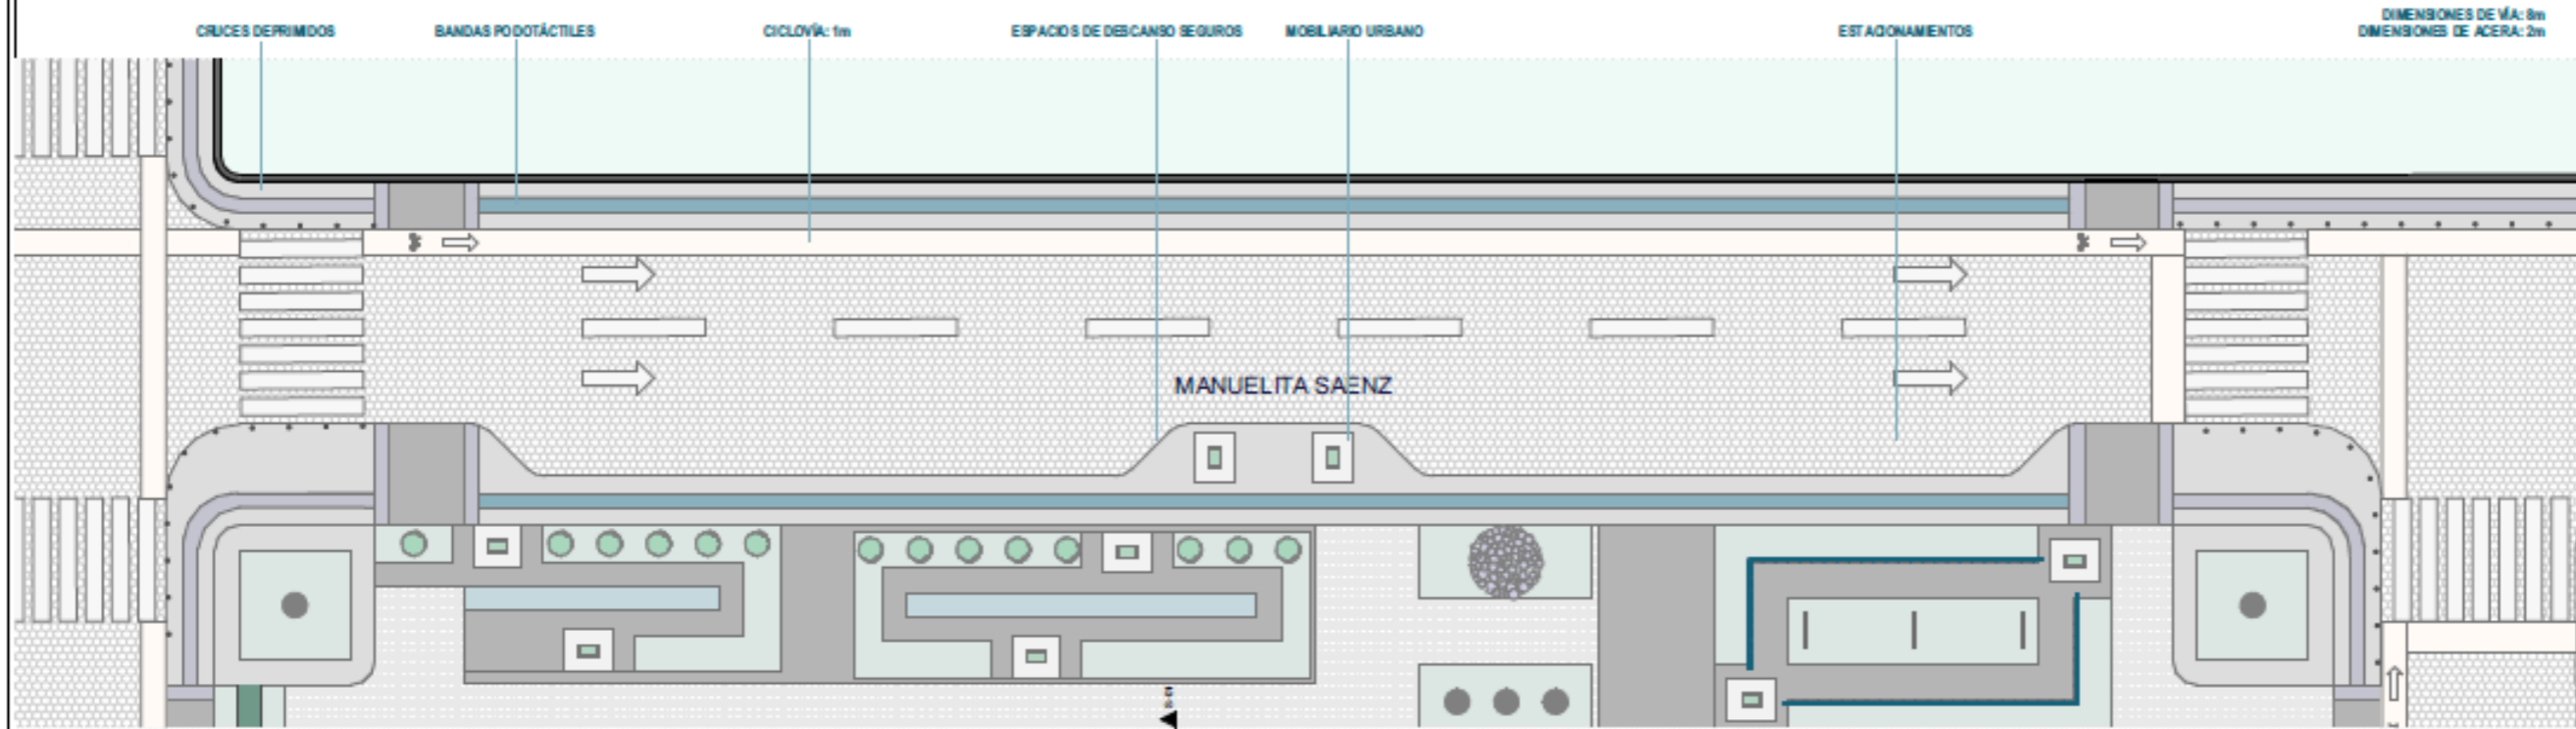 CRUCES DEPRIMIDOS
BANDAS PODOTÁCTILES
CICLOVÍA: 1m
ESPACIOS DE DESCANSO SEGUROS
MOBILIARIO URBANO
ESTACIONAMIENTOS
DIMENSIONES DE VÍA: 8m
DIMENSIONES DE ACERA: 2m
MANUELITA SAENZ